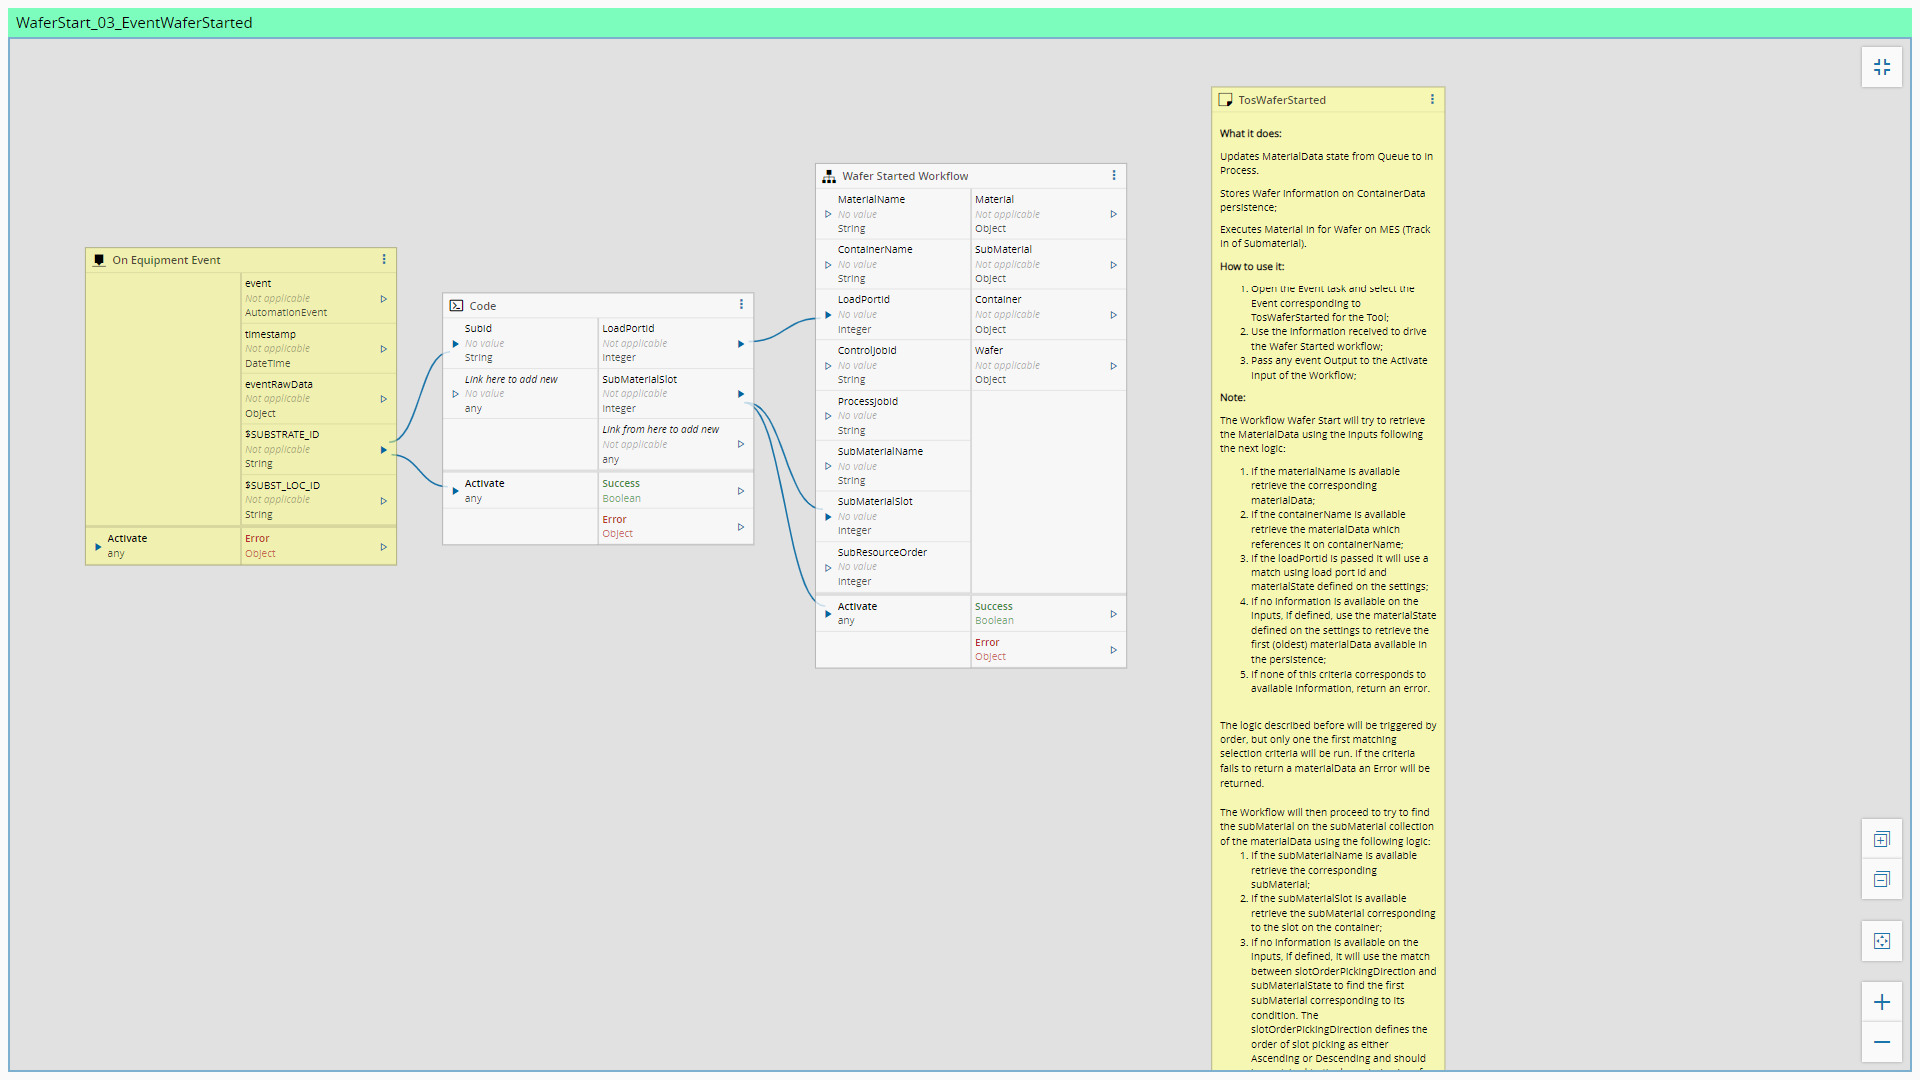 WaferStart_03_EventWaferStarted
On Equipment Event
event
Not applicable
AutomationEvent
timestamp
Not applicable
DateTime
eventRawData
Not applicable
Object
$SUBSTRATE_ID
Not applicable
String
$SUBST_LOC_ID
Not applicable
String
Activate
any
Error
Object
Code
SubId
No value
String
Link here to add new
No value
any
LoadPortId
Not applicable
Integer
SubMaterialSlot
Not applicable
Integer
Link from here to add new
Not applicable
any
Activate
any
Success
Boolean
Error
Object
Wafer Started Workflow
MaterialName
No value
String
ContainerName
No value
String
LoadPortId
No value
Integer
ControlJobId
No value
String
ProcessJobId
No value
String
SubMaterialName
No value
String
SubMaterialSlot
No value
Integer
SubResourceOrder
No value
Integer
Material
Not applicable
Object
SubMaterial
Not applicable
Object
Container
Not applicable
Object
Wafer
Not applicable
Object
Activate
any
Success
Boolean
Error
Object
TosWaferStarted
What it does:
Updates MaterialData state from Queue to In
Process.
Stores Wafer Information on ContainerData
persistence;
Executes Material In for Wafer on MES (Track
In of Submaterial).
How to use it:
1. Open the Event task and select the
Event corresponding to
TosWaferStarted for the Tool;
2. Use the Information received to drive
the Wafer Started workflow;
3. Pass any event Output to the Activate
Input of the Workflow;
Note:
The Workflow Wafer Start will try to retrieve
the MaterialData using the Inputs following
the next logic:
1. If the materialName is available
retrieve the corresponding
materialData;
2. If the containerName is available
retrieve the materialData which
references it on containerName;
3. If the loadPortId is passed it will use a
match using load port id and
materialState defined on the settings;
4. If no information is available on the
Inputs, if defined, use the materialState
defined on the settings to retrieve the
first (oldest) materialData available in
the persistence;
5. If none of this criteria corresponds to
available information, return an error.
The logic described before will be triggered by
order, but only one the first matching
selection criteria will be run. If the criteria
fails to return a materialData an Error will be
returned.
The Workflow will then proceed to try to find
the subMaterial on the subMaterial collection
of the materialData using the following logic:
1. If the subMaterialName is available
retrieve the corresponding
subMaterial;
2. If the subMaterialSlot is available
retrieve the subMaterial corresponding
to the slot on the container;
3. If no information is available on the
Inputs, if defined, it will use the match
between slotOrderPickingDirection and
subMaterialState to find the first
subMaterial corresponding to its
condition. The
slotOrderPickingDirection defines the
order of slot picking as either
Ascending or Descending and should